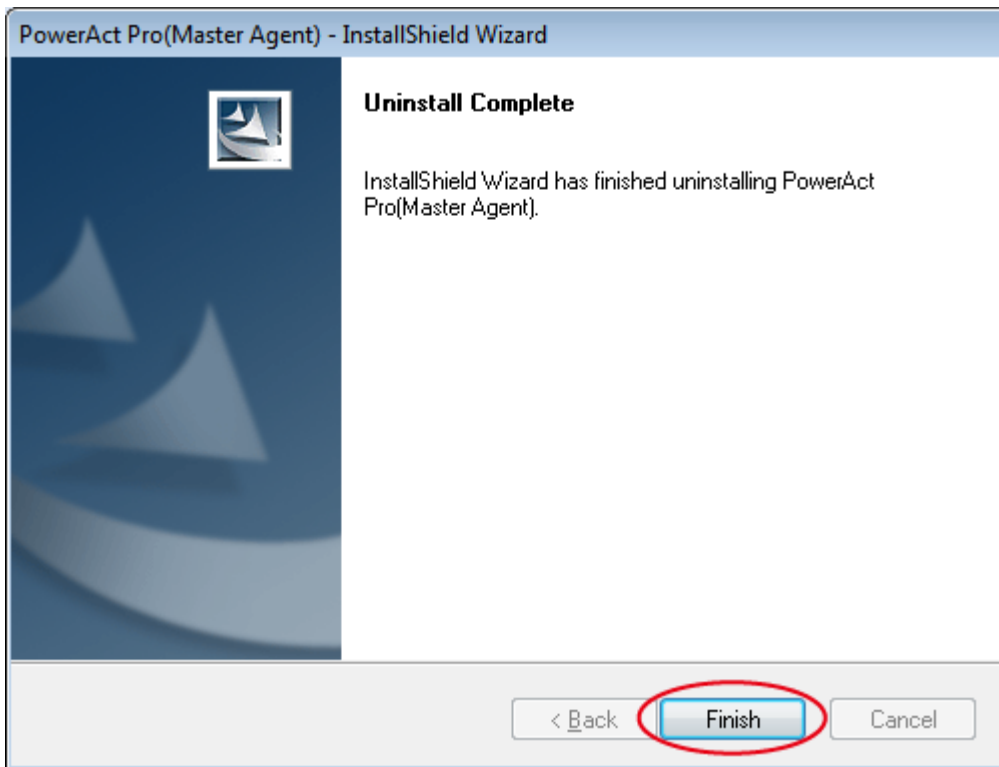 PowerAct Pro(Master Agent) - InstallShield Wizard
Uninstall Complete
InstallShield Wizard has finished uninstalling PowerAct
Pro(Master Agent).
< Back
Finish
Cancel